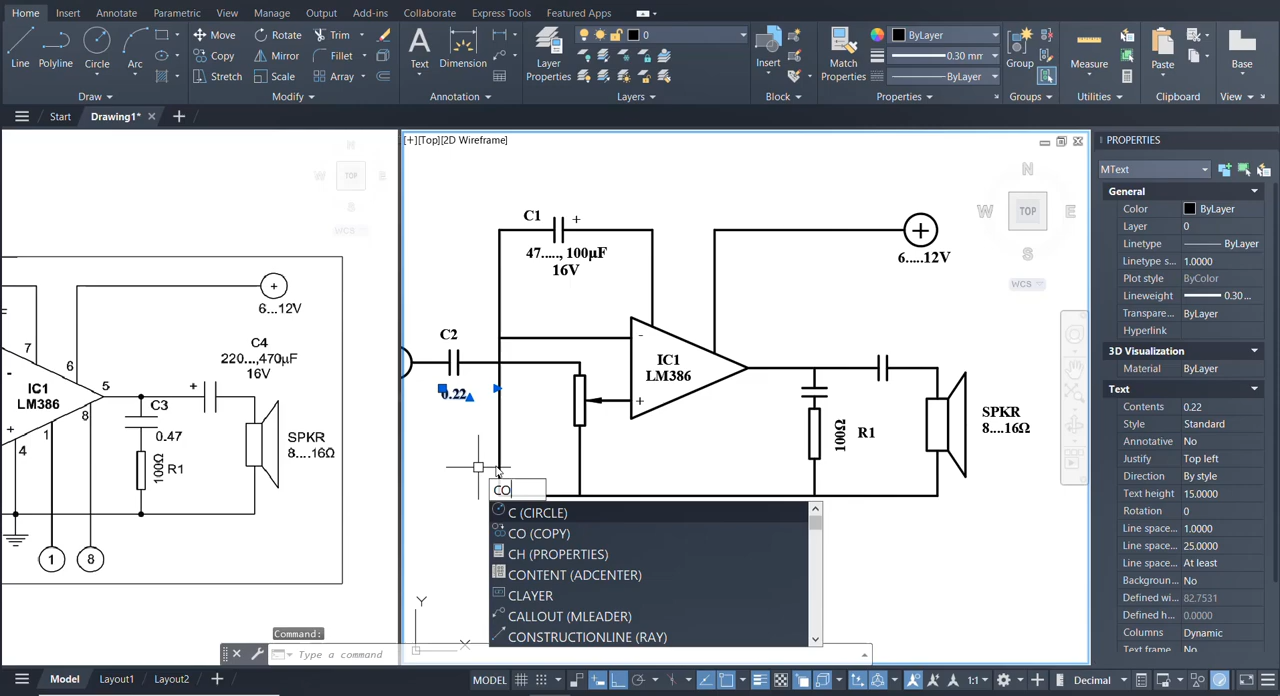 Home Insert Annotate Parametric View Manage Output Add-ins Collaborate Express Tools Featured Apps
Line Polyline Circle Arc
Move Rotate Trim
Copy Mirror Fillet
Stretch Scale Array
Text Dimension
Layer Properties
0
Insert
Match Properties
ByLayer
0.30 mm
ByLayer
Group
Measure
Paste
Base
Draw Modify Annotation Layers Block Properties Groups Utilities Clipboard View
Start Drawing1*
[+][Top][2D Wireframe]
N
W TOP E
S
WCS
6...12V
C4
220...,470µF
16V
+
7
6
5
-
IC1
LM386
8
+
1
4
C3
0.47
100Ω
R1
SPKR
8....16Ω
1 8
C1
+
47....., 100µF
16V
+
6.....12V
N
W TOP E
S
WCS
C2
0.22
-
IC1
LM386
+
100Ω
R1
SPKR
8....16Ω
CO
C (CIRCLE)
CO (COPY)
CH (PROPERTIES)
CONTENT (ADCENTER)
CLAYER
CALLOUT (MLEADER)
CONSTRUCTIONLINE (RAY)
Y
X
Command:
Type a command
PROPERTIES
MText
General
Color ByLayer
Layer 0
Linetype ByLayer
Linetype s... 1.0000
Plot style ByColor
Lineweight 0.30...
Transpare... ByLayer
Hyperlink
3D Visualization
Material ByLayer
Text
Contents 0.22
Style Standard
Annotative No
Justify Top left
Direction By style
Text height 15.0000
Rotation 0
Line space... 1.0000
Line space... 25.0000
Line space... At least
Backgroun... No
Defined wi... 82.7531
Defined h... 0.0000
Columns Dynamic
Text frame No
Model Layout1 Layout2
MODEL 1:1 Decimal